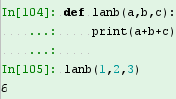 In[104]: def lanb(a,b,c):
   ...:     print(a+b+c)
   ...:
In[105]: lanb(1,2,3)
6